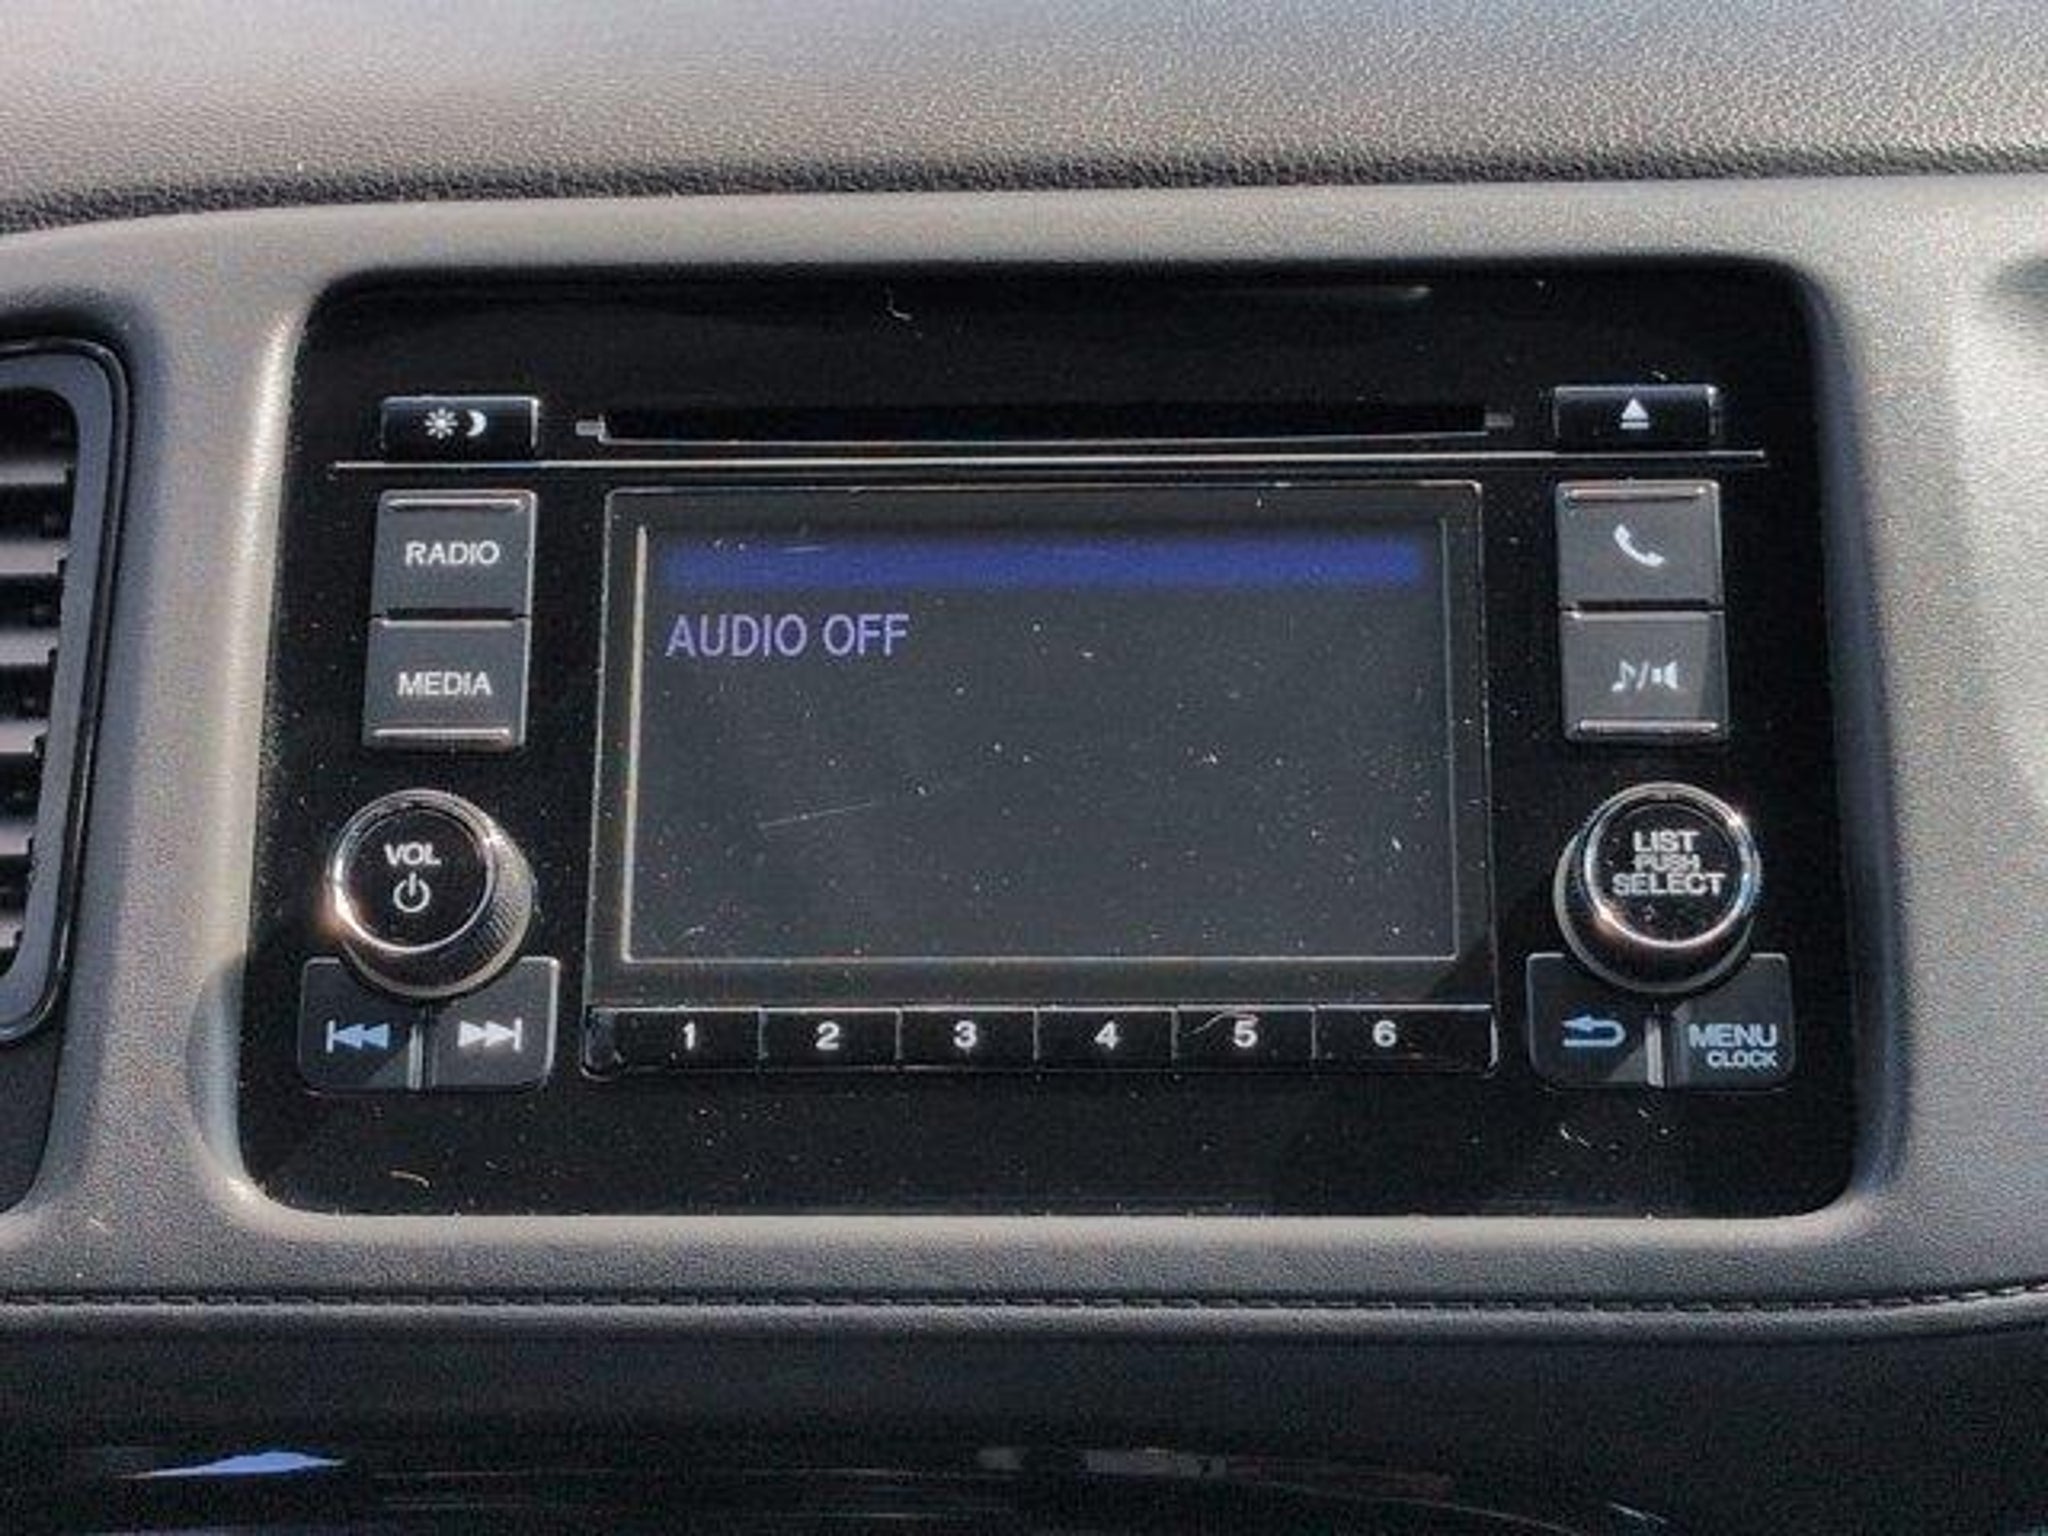 RADIO
AUDIO OFF
MEDIA
VOL
LIST
PUSH
SELECT
1 2 3 4 5 6
MENU
CLOCK